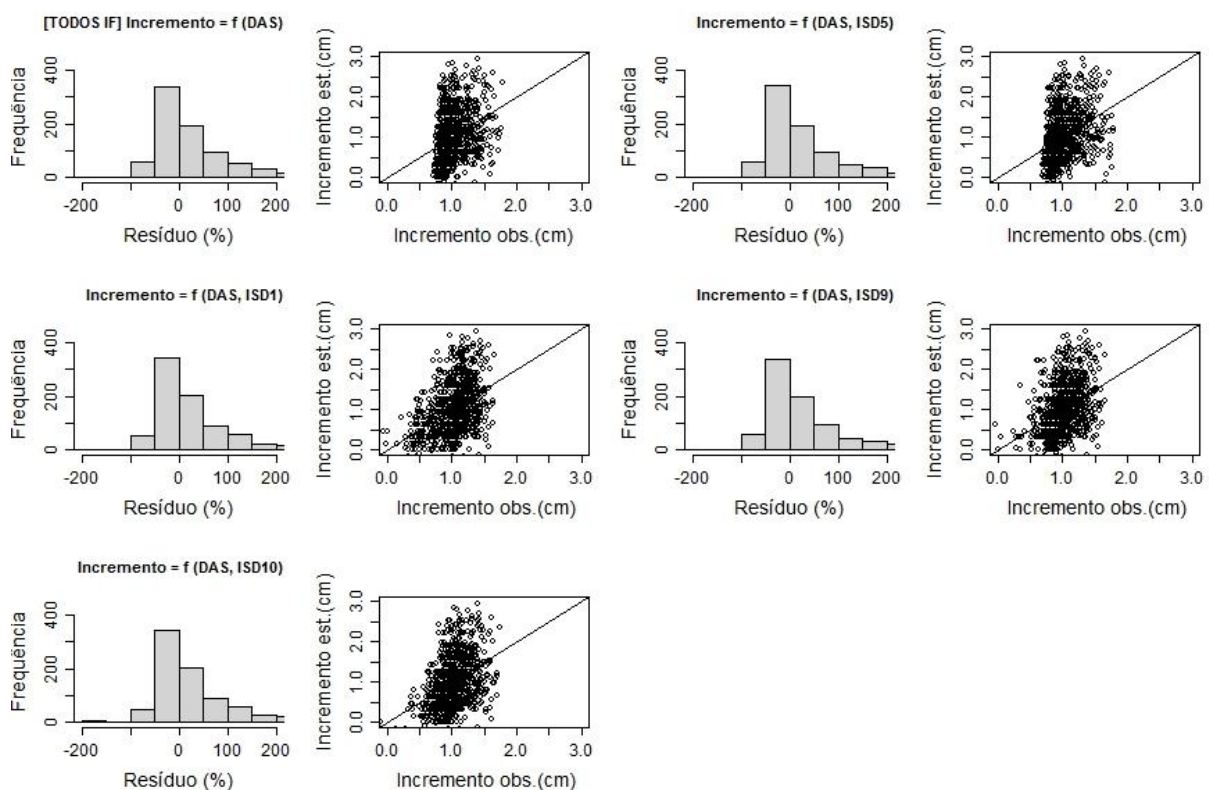 [TODOS IF] Incremento = f (DAS)
Frequëncia
400
200
0
-200 0 100 200
Resíduo (%)
Incremento est.(cm)
3.0
2.0
1.0
0.0
0.0 1.0 2.0 3.0
Incremento obs.(cm)
Incremento = f (DAS, ISD5)
Frequência
400
200
0
-200 0 100 200
Resíduo (%)
Incremento est.(cm)
3.0
2.0
1.0
0.0
0.0 1.0 2.0 3.0
Incremento obs.(cm)
Incremento = f (DAS, ISD1)
Frequëncia
400
200
0
-200 0 100 200
Resíduo (%)
Incremento est.(cm)
3.0
2.0
1.0
0.0
0.0 1.0 2.0 3.0
Incremento obs.(cm)
Incremento = f (DAS, ISD9)
Frequência
400
200
0
-200 0 100 200
Resíduo (%)
Incremento est.(cm)
3.0
2.0
1.0
0.0
0.0 1.0 2.0 3.0
Incremento obs.(cm)
Incremento = f (DAS, ISD10)
Frequência
400
200
0
-200 0 100 200
Resíduo (%)
Incremento est.(cm)
3.0
2.0
1.0
0.0
0.0 1.0 2.0 3.0
Incremento obs.(cm)